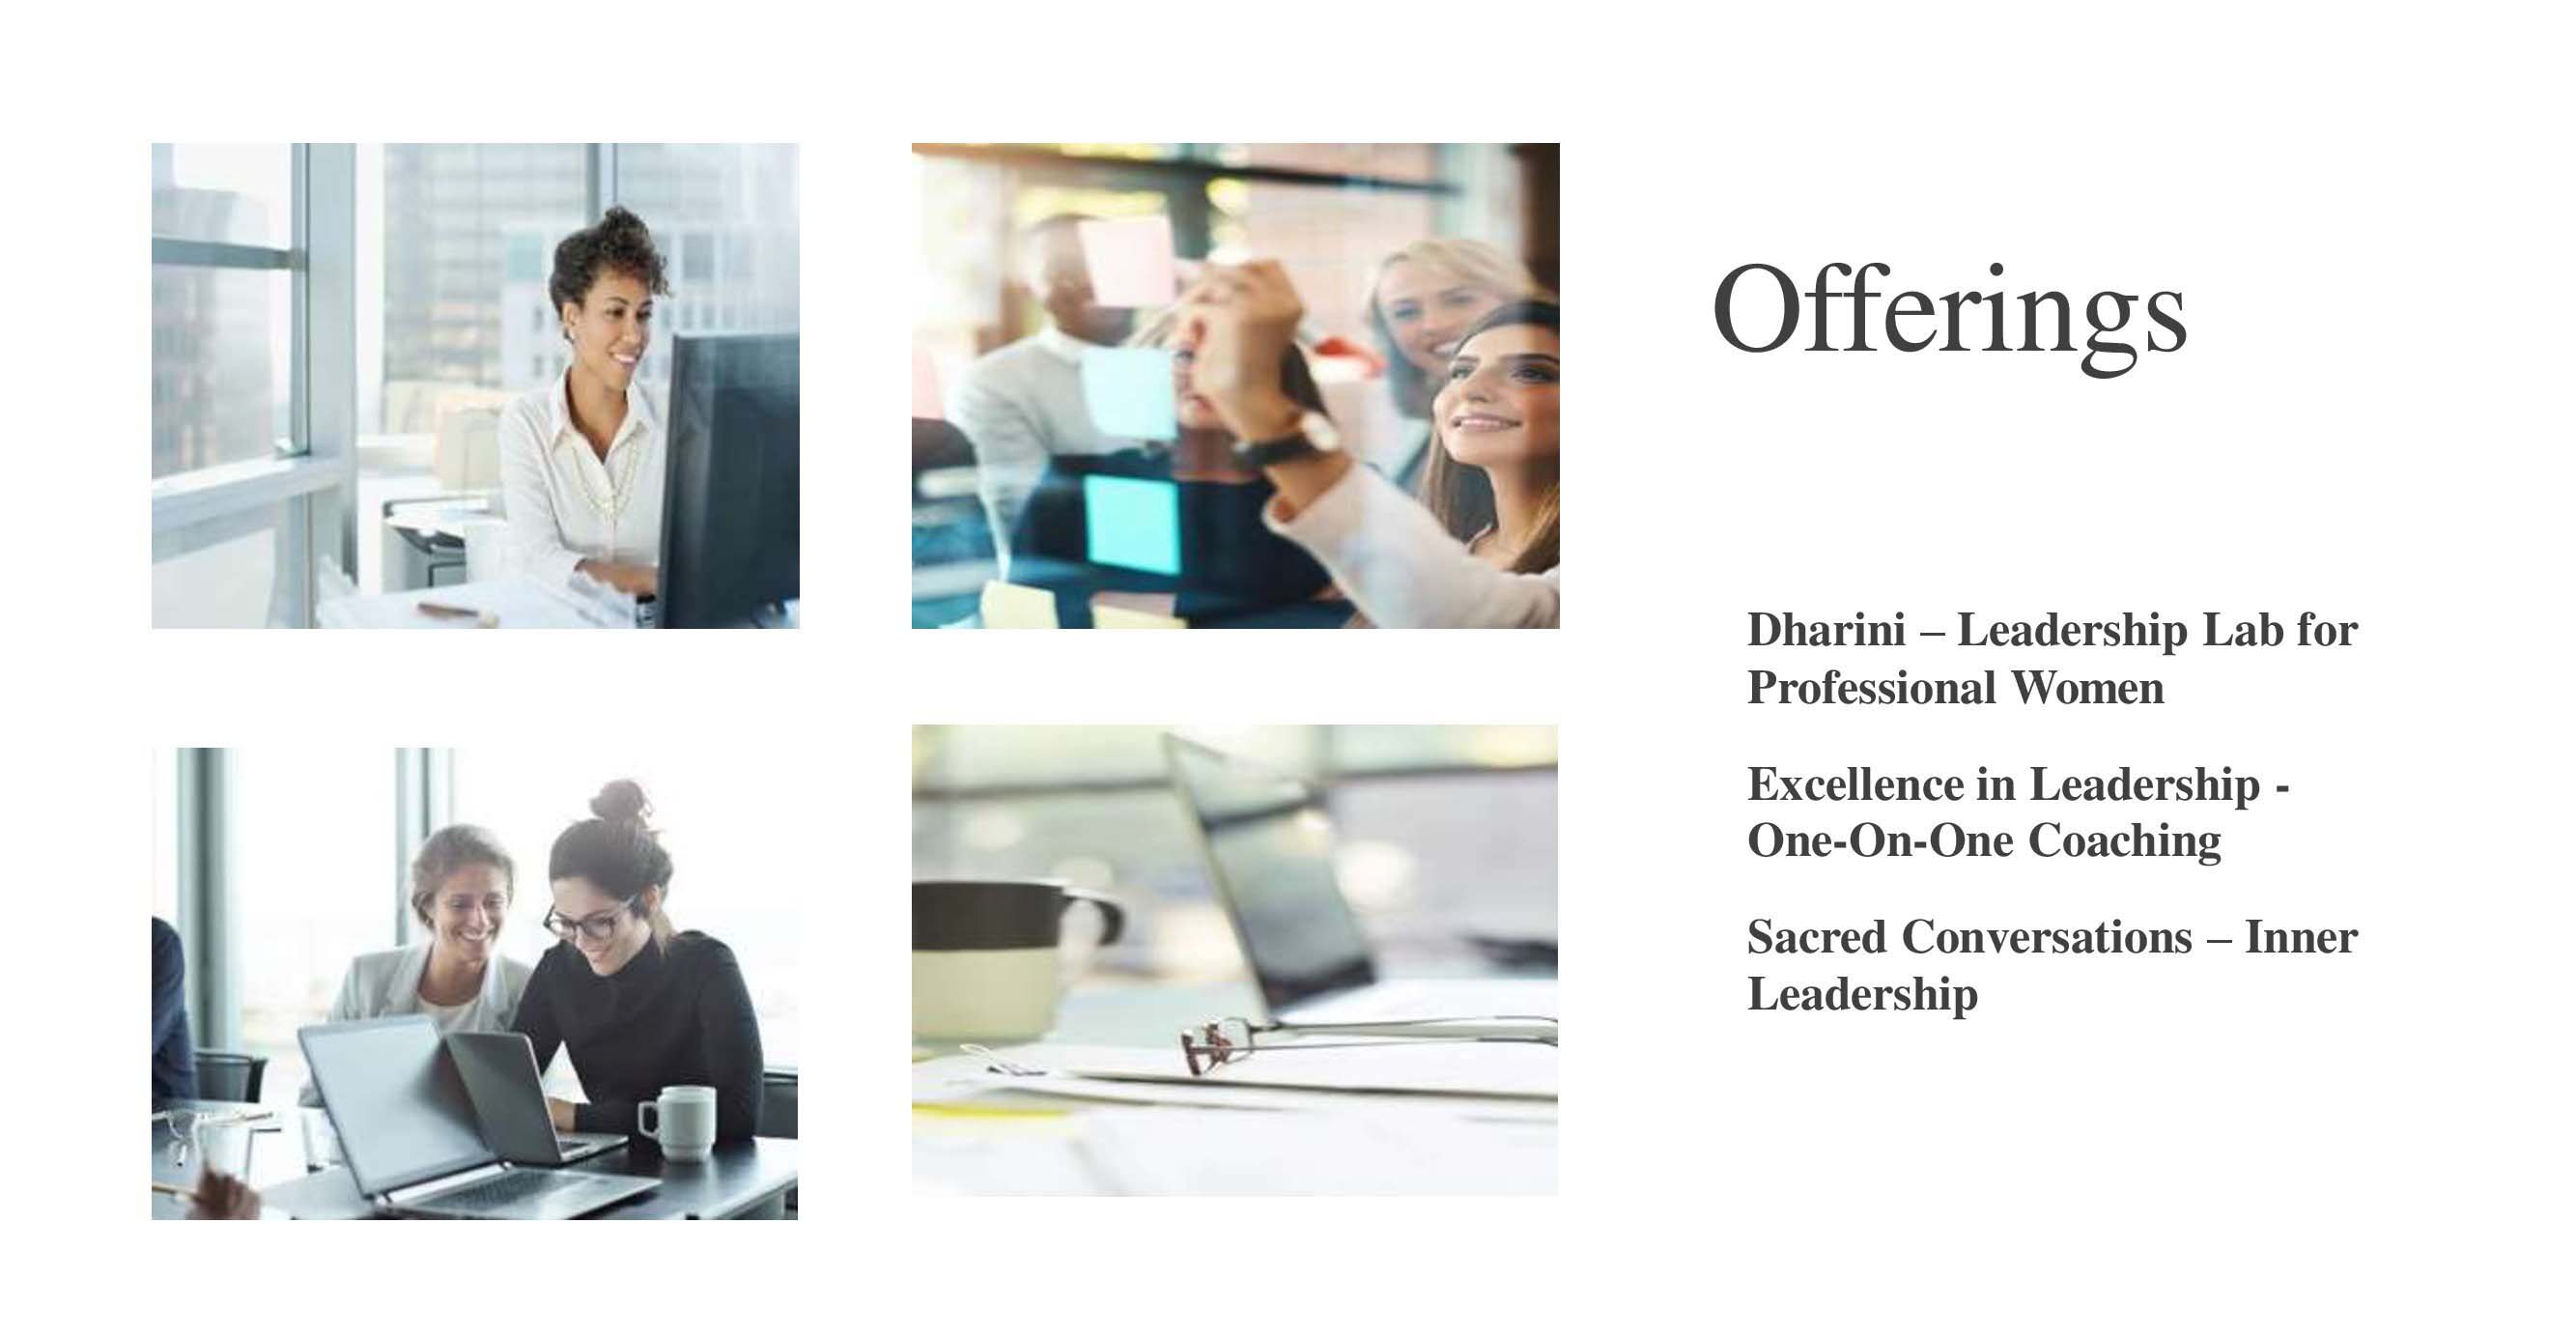 Offerings
Dharini – Leadership Lab for
Professional Women
Excellence in Leadership -
One-On-One Coaching
Sacred Conversations – Inner
Leadership